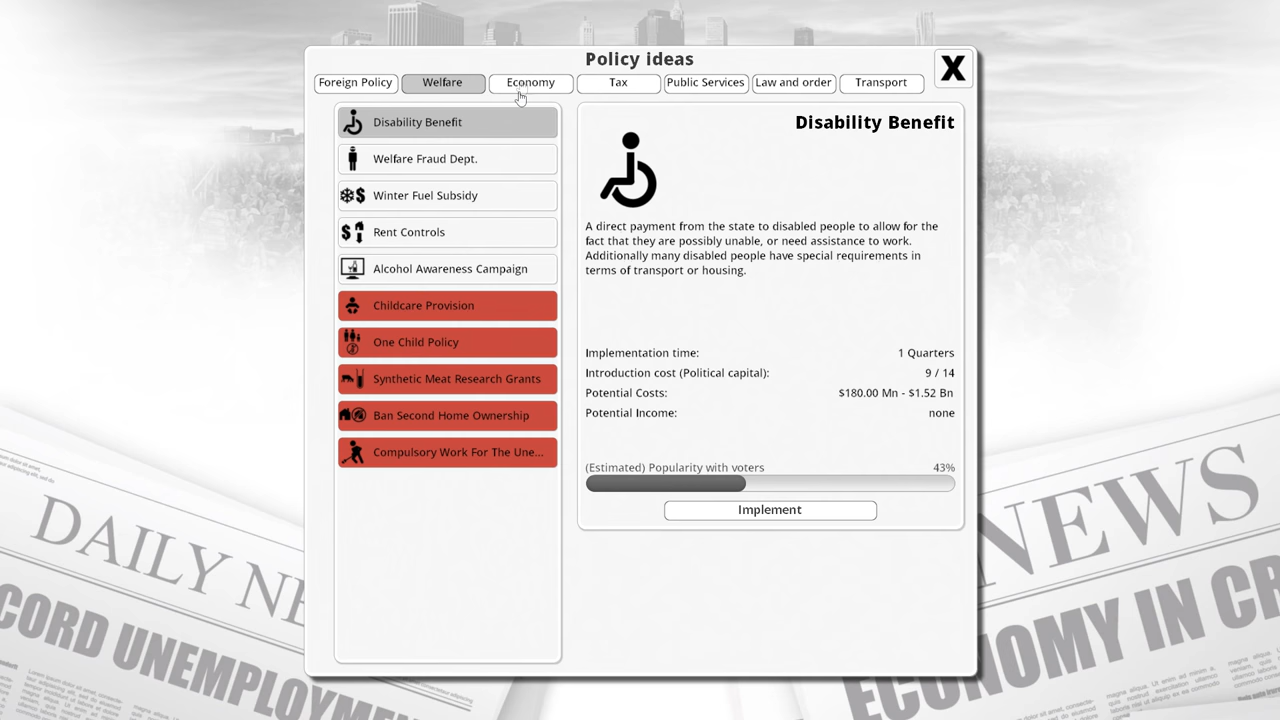 Policy ideas
X
Foreign Policy
Welfare
Economy
Tax
Public Services
Law and order
Transport
Disability Benefit
Welfare Fraud Dept.
Winter Fuel Subsidy
Rent Controls
Alcohol Awareness Campaign
Childcare Provision
One Child Policy
Synthetic Meat Research Grants
Ban Second Home Ownership
Compulsory Work For The Une...
Disability Benefit
A direct payment from the state to disabled people to allow for the
fact that they are possibly unable, or need assistance to work.
Additionally many disabled people have special requirements in
terms of transport or housing.
Implementation time: 1 Quarters
Introduction cost (Political capital): 9 / 14
Potential Costs: $180.00 Mn - $1.52 Bn
Potential Income: none
(Estimated) Popularity with voters 43%
Implement
DAILY NE
CORD UNEMPLOYM
NEWS
ECONOMY IN CR